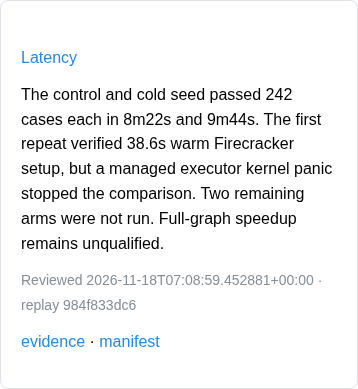 Latency
The control and cold seed passed 242
cases each in 8m22s and 9m44s. The first
repeat verified 38.6s warm Firecracker
setup, but a managed executor kernel panic
stopped the comparison. Two remaining
arms were not run. Full-graph speedup
remains unqualified.
Reviewed 2026-11-18T07:08:59.452881+00:00 ·
replay 984f833dc6
evidence · manifest